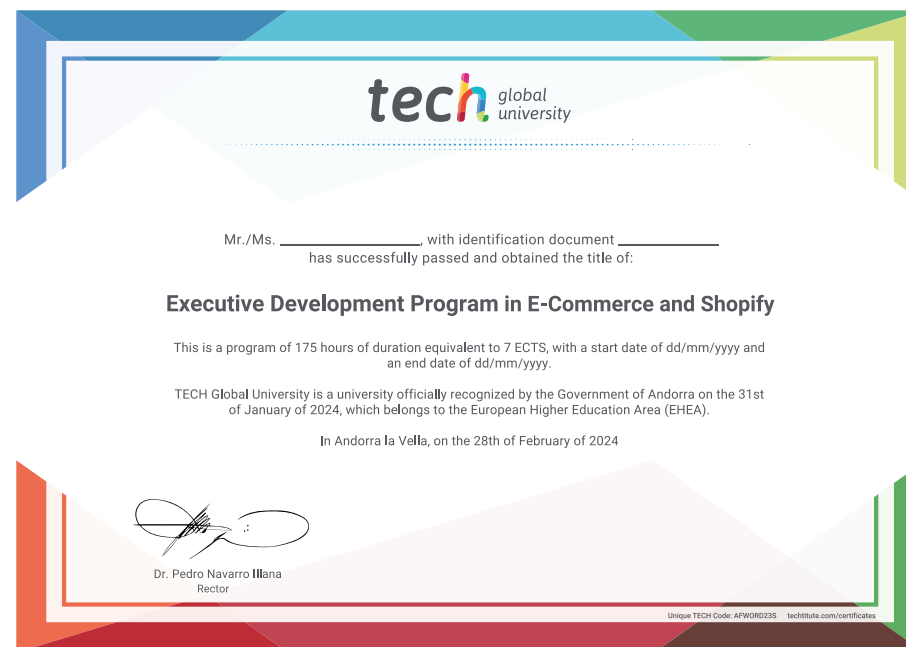 tech global
university
Mr./Ms. ____________, with identification document ____________
has successfully passed and obtained the title of:
Executive Development Program in E-Commerce and Shopify
This is a program of 175 hours of duration equivalent to 7 ECTS, with a start date of dd/mm/yyyy and
an end date of dd/mm/yyyy.
TECH Global University is a university officially recognized by the Government of Andorra on the 31st
of January of 2024, which belongs to the European Higher Education Area (EHEA).
In Andorra la Vella, on the 28th of February of 2024
Dr. Pedro Navarro Illana
Rector
Unique TECH Code: AFWORD23S techtitute.com/certificates